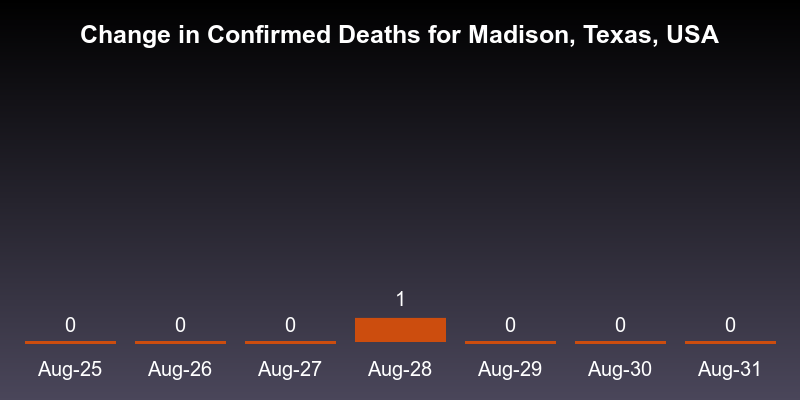 Change in Confirmed Deaths for Madison, Texas, USA
0 0 0 1 0 0 0
Aug-25 Aug-26 Aug-27 Aug-28 Aug-29 Aug-30 Aug-31